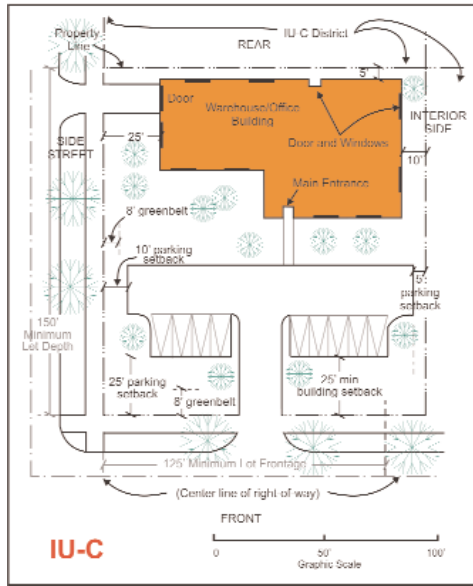 Property
Line
IU-C District
REAR
5'
Door
Warehouse/Office
Building
INTERIOR
SIDE
SIDE
STREET
25'
Door and Windows
10'
Main Entrance
8' greenbelt
10' parking
setback
5'
parking
setback
150'
Minimum
Lot Depth
25' parking
setback
8' greenbelt
25' min
building setback
125' Minimum Lot Frontage
(Center line of right of way)
FRONT
IU-C
0 50' 100'
Graphic Scale